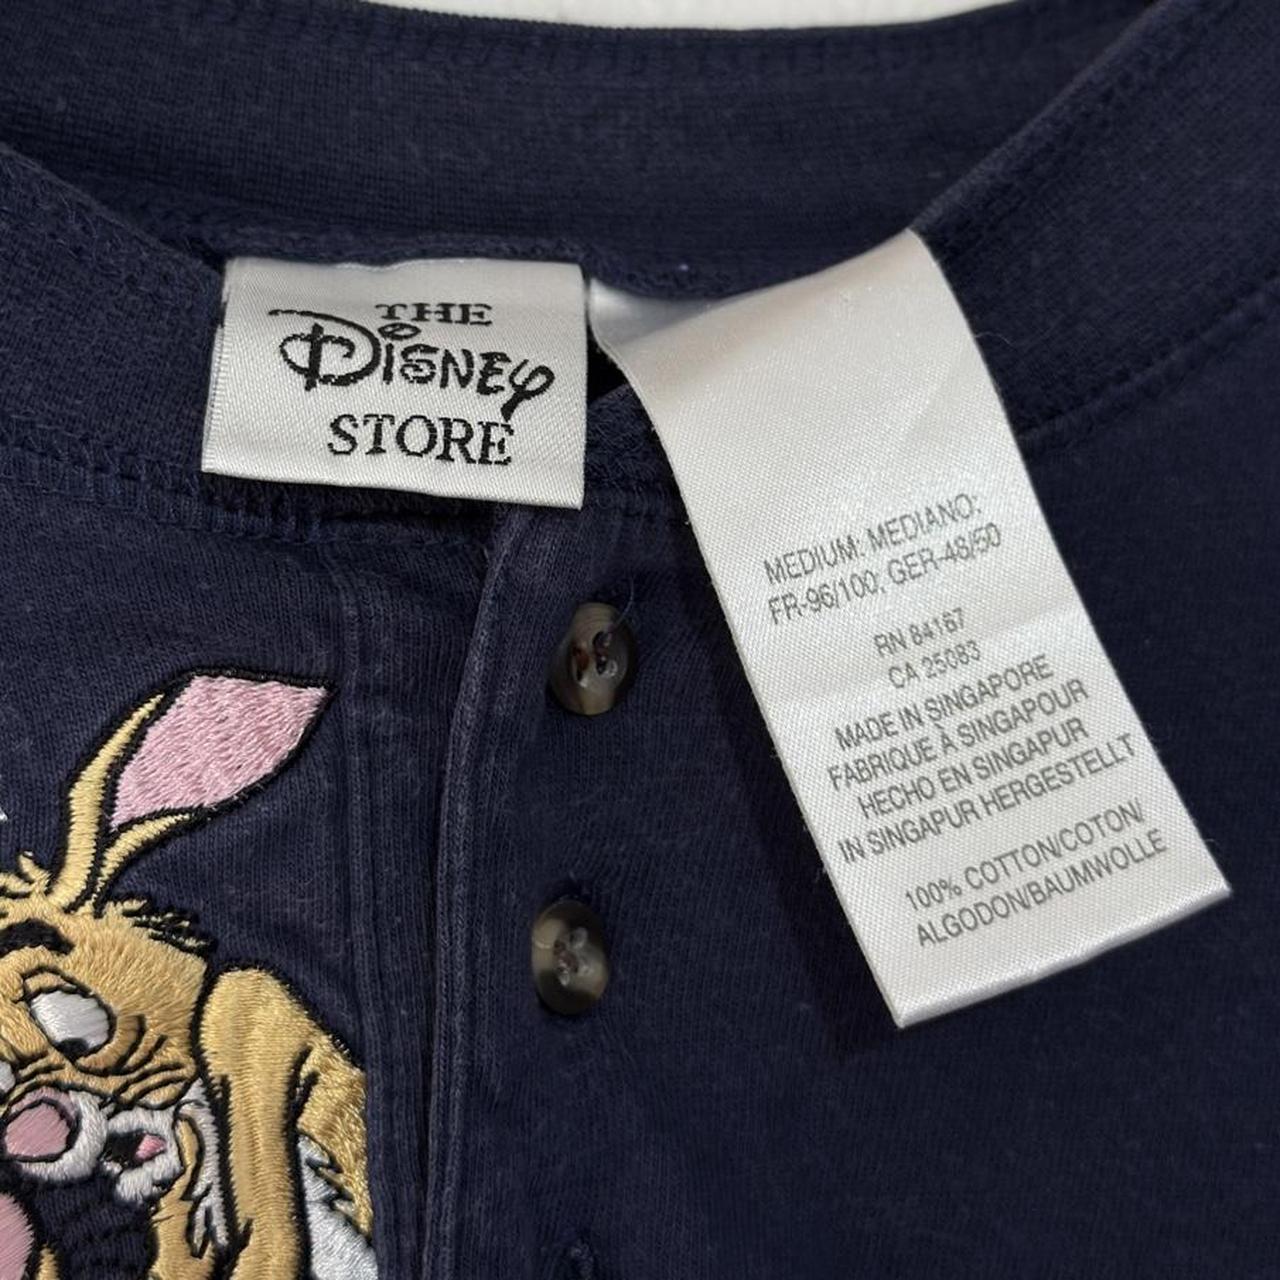 THE
DISNEY
STORE
MEDIUM: MEDIANO:
FR-96/100; GER-48/50
RN 84167
CA 25083
MADE IN SINGAPORE
FABRIQUE À SINGAPOUR
HECHO EN SINGAPUR
IN SINGAPUR HERGESTELLT
100% COTTON/COTON/
ALGODON/BAUMWOLLE